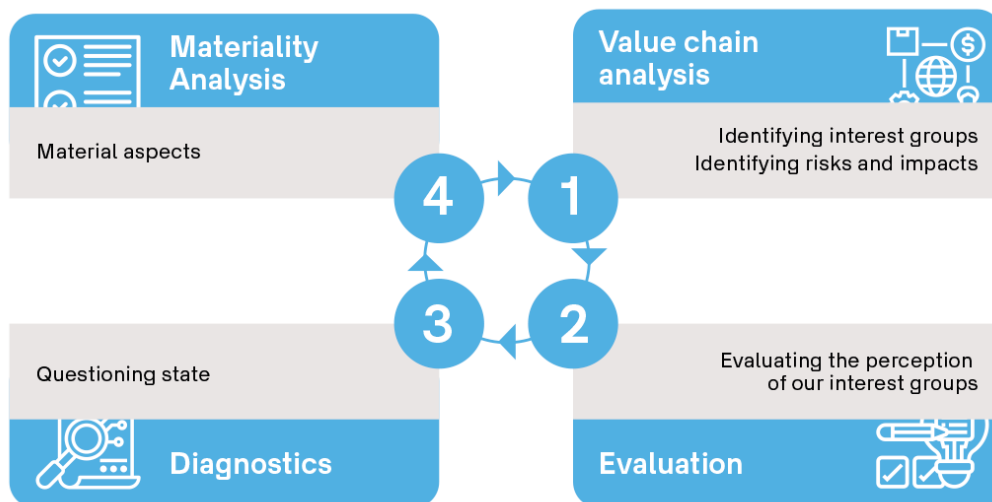 Materiality
Analysis
Material aspects
Value chain
analysis
$
Identifying interest groups
Identifying risks and impacts
4
1
3
2
Questioning state
Diagnostics
Evaluating the perception
of our interest groups
Evaluation